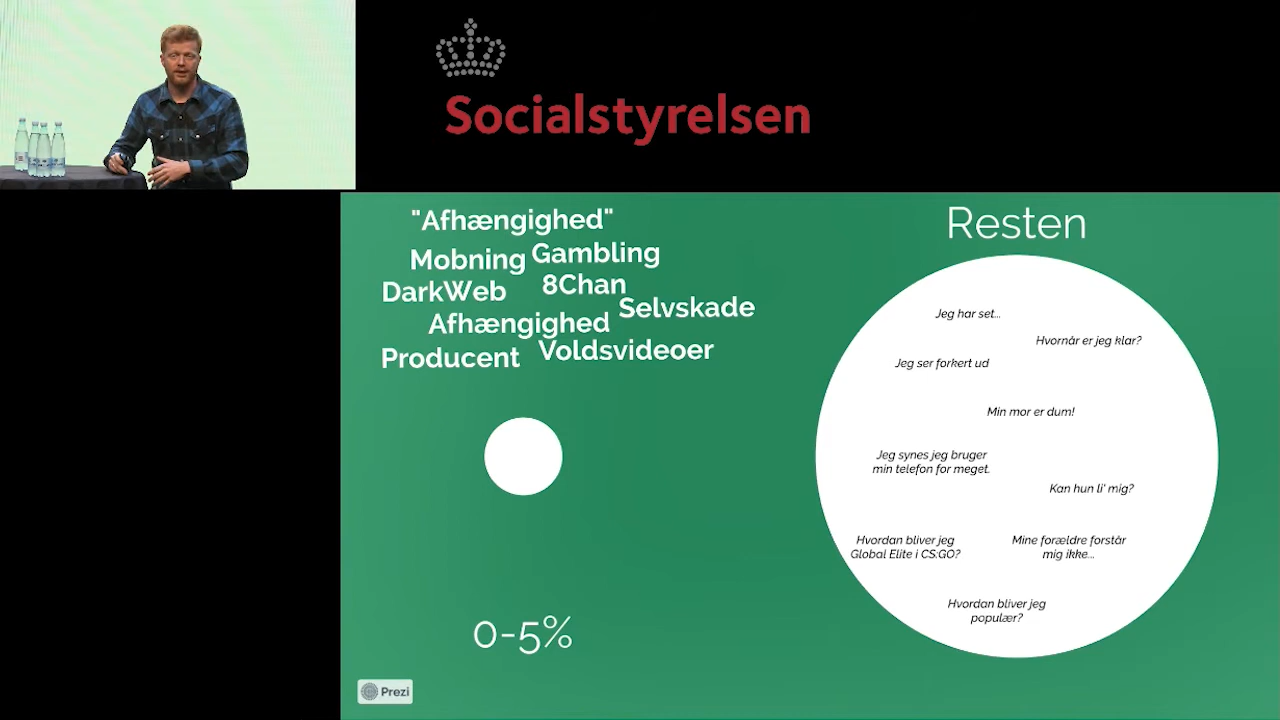 Socialstyrelsen
"Afhængighed"
Mobning
Gambling
DarkWeb
8Chan
Selvskade
Afhængighed
Producent
Voldsvideoer
0-5%
Resten
Jeg har set...
Hvornår er jeg klar?
Jeg ser forkert ud
Min mor er dum!
Jeg synes jeg bruger
min telefon for meget.
Kan hun li' mig?
Hvordan bliver jeg
Global Elite i CS:GO?
Mine forældre forstår
mig ikke...
Hvordan bliver jeg
populær?
Prezi